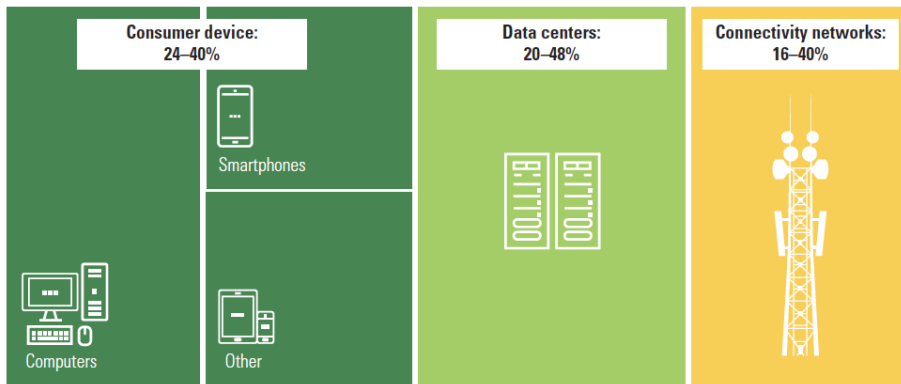 Consumer device:
24–40%
Data centers:
20–48%
Connectivity networks:
16–40%
Smartphones
Computers
Other